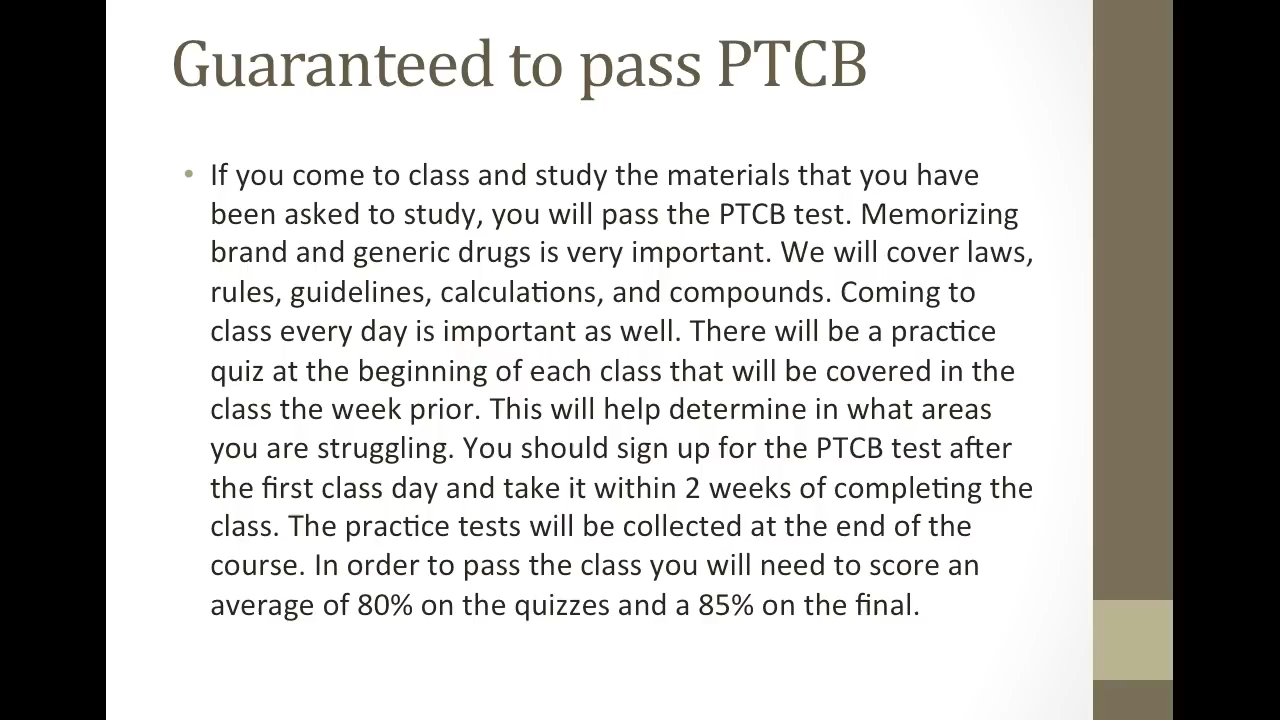 Guaranteed to pass PTCB
• If you come to class and study the materials that you have
been asked to study, you will pass the PTCB test. Memorizing
brand and generic drugs is very important. We will cover laws,
rules, guidelines, calculations, and compounds. Coming to
class every day is important as well. There will be a practice
quiz at the beginning of each class that will be covered in the
class the week prior. This will help determine in what areas
you are struggling. You should sign up for the PTCB test after
the first class day and take it within 2 weeks of completing the
class. The practice tests will be collected at the end of the
course. In order to pass the class you will need to score an
average of 80% on the quizzes and a 85% on the final.